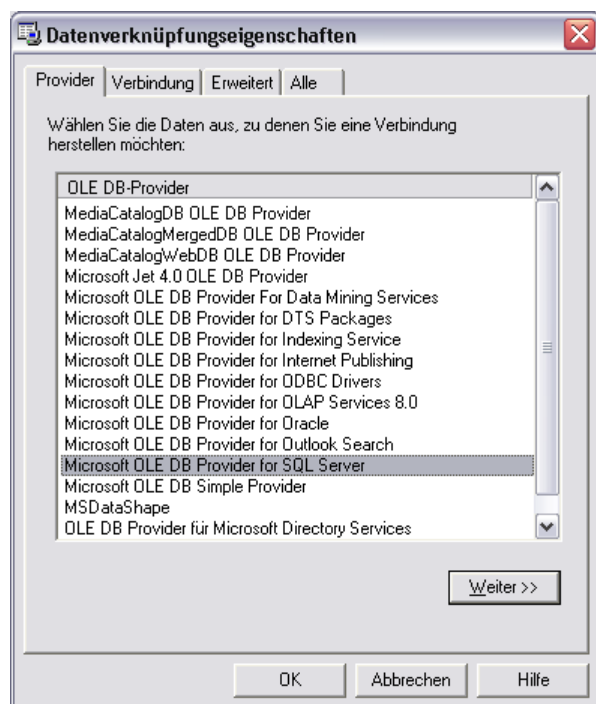 Datenverknüpfungseigenschaften
Provider Verbindung Erweitert Alle
Wählen Sie die Daten aus, zu denen Sie eine Verbindung
herstellen möchten:
OLE DB-Provider
MediaCatalogDB OLE DB Provider
MediaCatalogMergedDB OLE DB Provider
MediaCatalogWebDB OLE DB Provider
Microsoft Jet 4.0 OLE DB Provider
Microsoft OLE DB Provider For Data Mining Services
Microsoft OLE DB Provider for DTS Packages
Microsoft OLE DB Provider for Indexing Service
Microsoft OLE DB Provider for Internet Publishing
Microsoft OLE DB Provider for ODBC Drivers
Microsoft OLE DB Provider for OLAP Services 8.0
Microsoft OLE DB Provider for Oracle
Microsoft OLE DB Provider for Outlook Search
Microsoft OLE DB Provider for SQL Server
Microsoft OLE DB Simple Provider
MSDataShape
OLE DB Provider für Microsoft Directory Services
Weiter >>
OK Abbrechen Hilfe